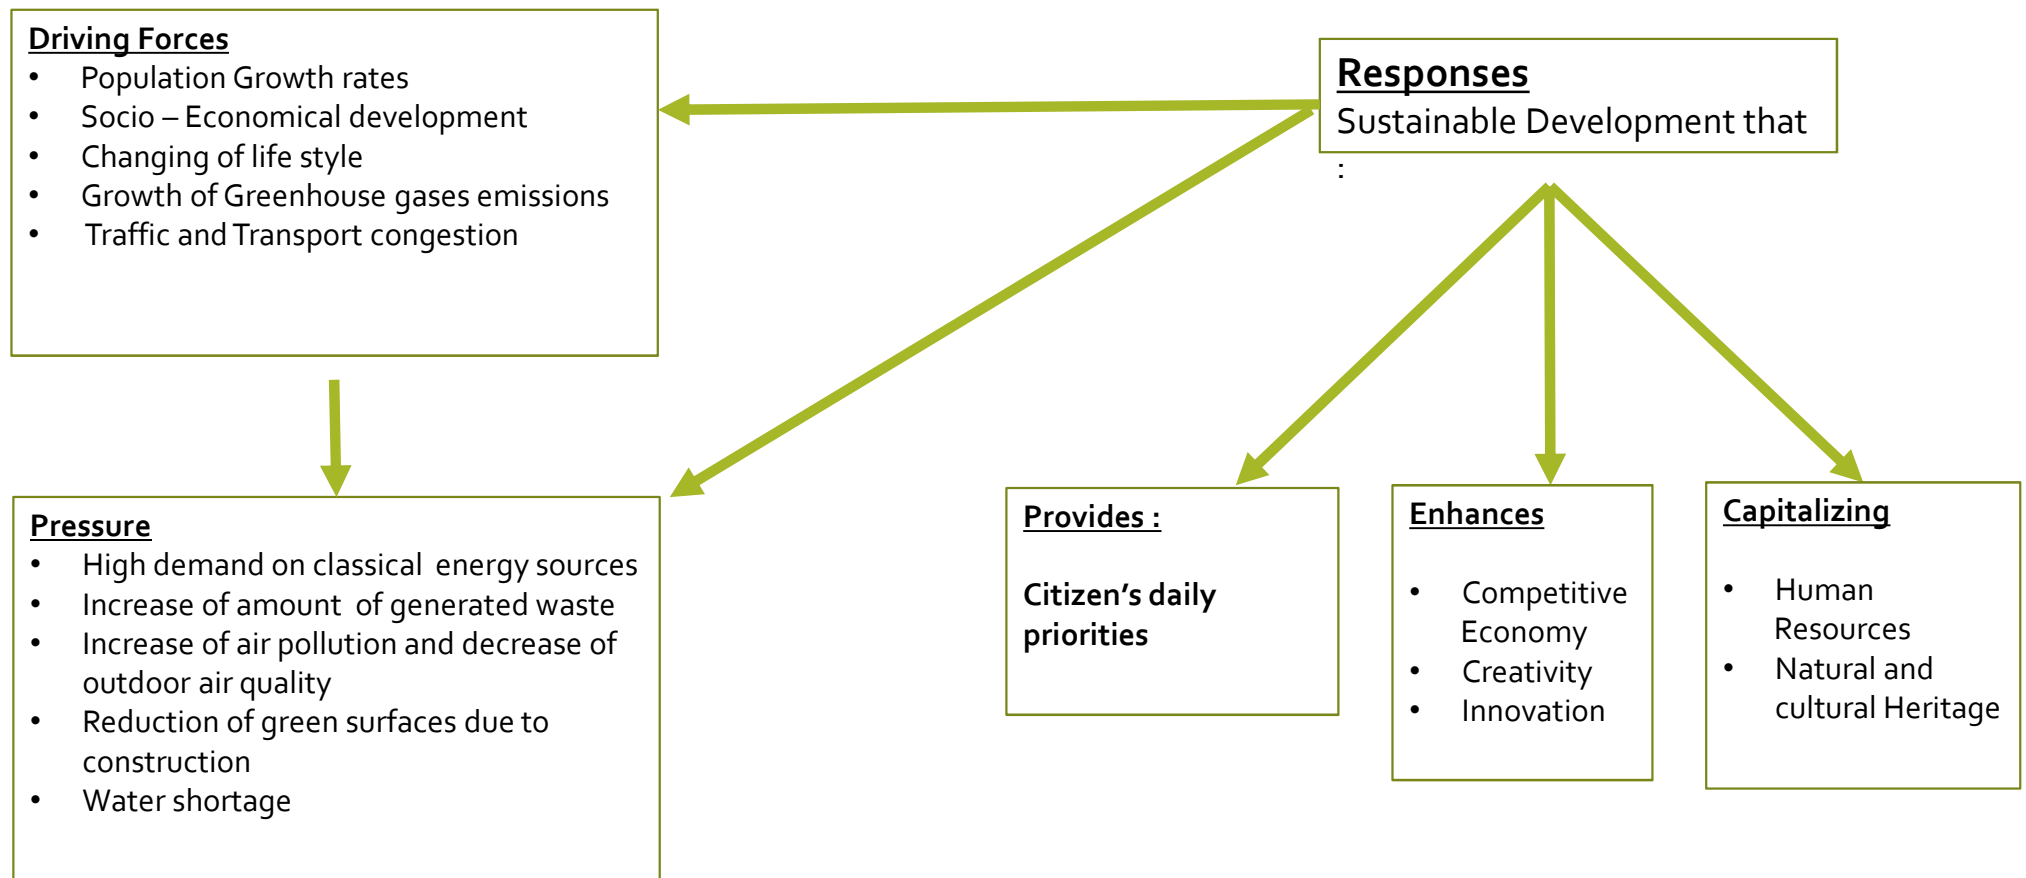 Driving Forces
• Population Growth rates
• Socio – Economical development
• Changing of life style
• Growth of Greenhouse gases emissions
• Traffic and Transport congestion
Responses
Sustainable Development that
:
Pressure
• High demand on classical energy sources
• Increase of amount of generated waste
• Increase of air pollution and decrease of
outdoor air quality
• Reduction of green surfaces due to
construction
• Water shortage
Provides :
Citizen’s daily
priorities
Enhances
• Competitive
Economy
• Creativity
• Innovation
Capitalizing
• Human
Resources
• Natural and
cultural Heritage